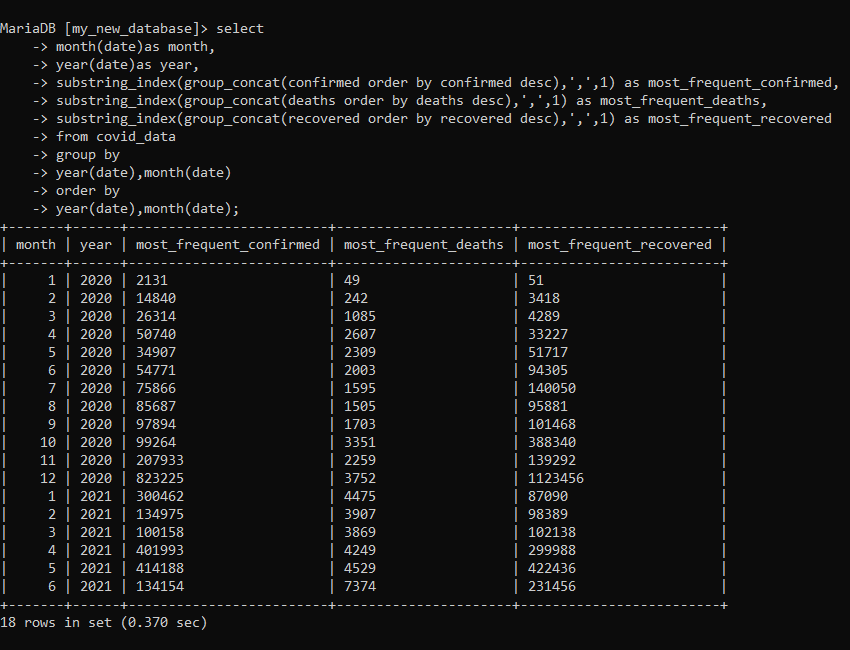 MariaDB [my_new_database]> select
    -> month(date)as month,
    -> year(date)as year,
    -> substring_index(group_concat(confirmed order by confirmed desc),',',1) as most_frequent_confirmed,
    -> substring_index(group_concat(deaths order by deaths desc),',',1) as most_frequent_deaths,
    -> substring_index(group_concat(recovered order by recovered desc),',',1) as most_frequent_recovered
    -> from covid_data
    -> group by
    -> year(date),month(date)
    -> order by
    -> year(date),month(date);
+-------+------+-------------------------+----------------------+-------------------------+
| month | year | most_frequent_confirmed | most_frequent_deaths | most_frequent_recovered |
+-------+------+-------------------------+----------------------+-------------------------+
|     1 | 2020 | 2131                    | 49                   | 51                      |
|     2 | 2020 | 14840                   | 242                  | 3418                    |
|     3 | 2020 | 26314                   | 1085                 | 4289                    |
|     4 | 2020 | 50740                   | 2607                 | 33227                   |
|     5 | 2020 | 34907                   | 2309                 | 51717                   |
|     6 | 2020 | 54771                   | 2003                 | 94305                   |
|     7 | 2020 | 75866                   | 1595                 | 140050                  |
|     8 | 2020 | 85687                   | 1505                 | 95881                   |
|     9 | 2020 | 97894                   | 1703                 | 101468                  |
|    10 | 2020 | 99264                   | 3351                 | 388340                  |
|    11 | 2020 | 207933                  | 2259                 | 139292                  |
|    12 | 2020 | 823225                  | 3752                 | 1123456                 |
|     1 | 2021 | 300462                  | 4475                 | 87090                   |
|     2 | 2021 | 134975                  | 3907                 | 98389                   |
|     3 | 2021 | 100158                  | 3869                 | 102138                  |
|     4 | 2021 | 401993                  | 4249                 | 299988                  |
|     5 | 2021 | 414188                  | 4529                 | 422436                  |
|     6 | 2021 | 134154                  | 7374                 | 231456                  |
+-------+------+-------------------------+----------------------+-------------------------+
18 rows in set (0.370 sec)